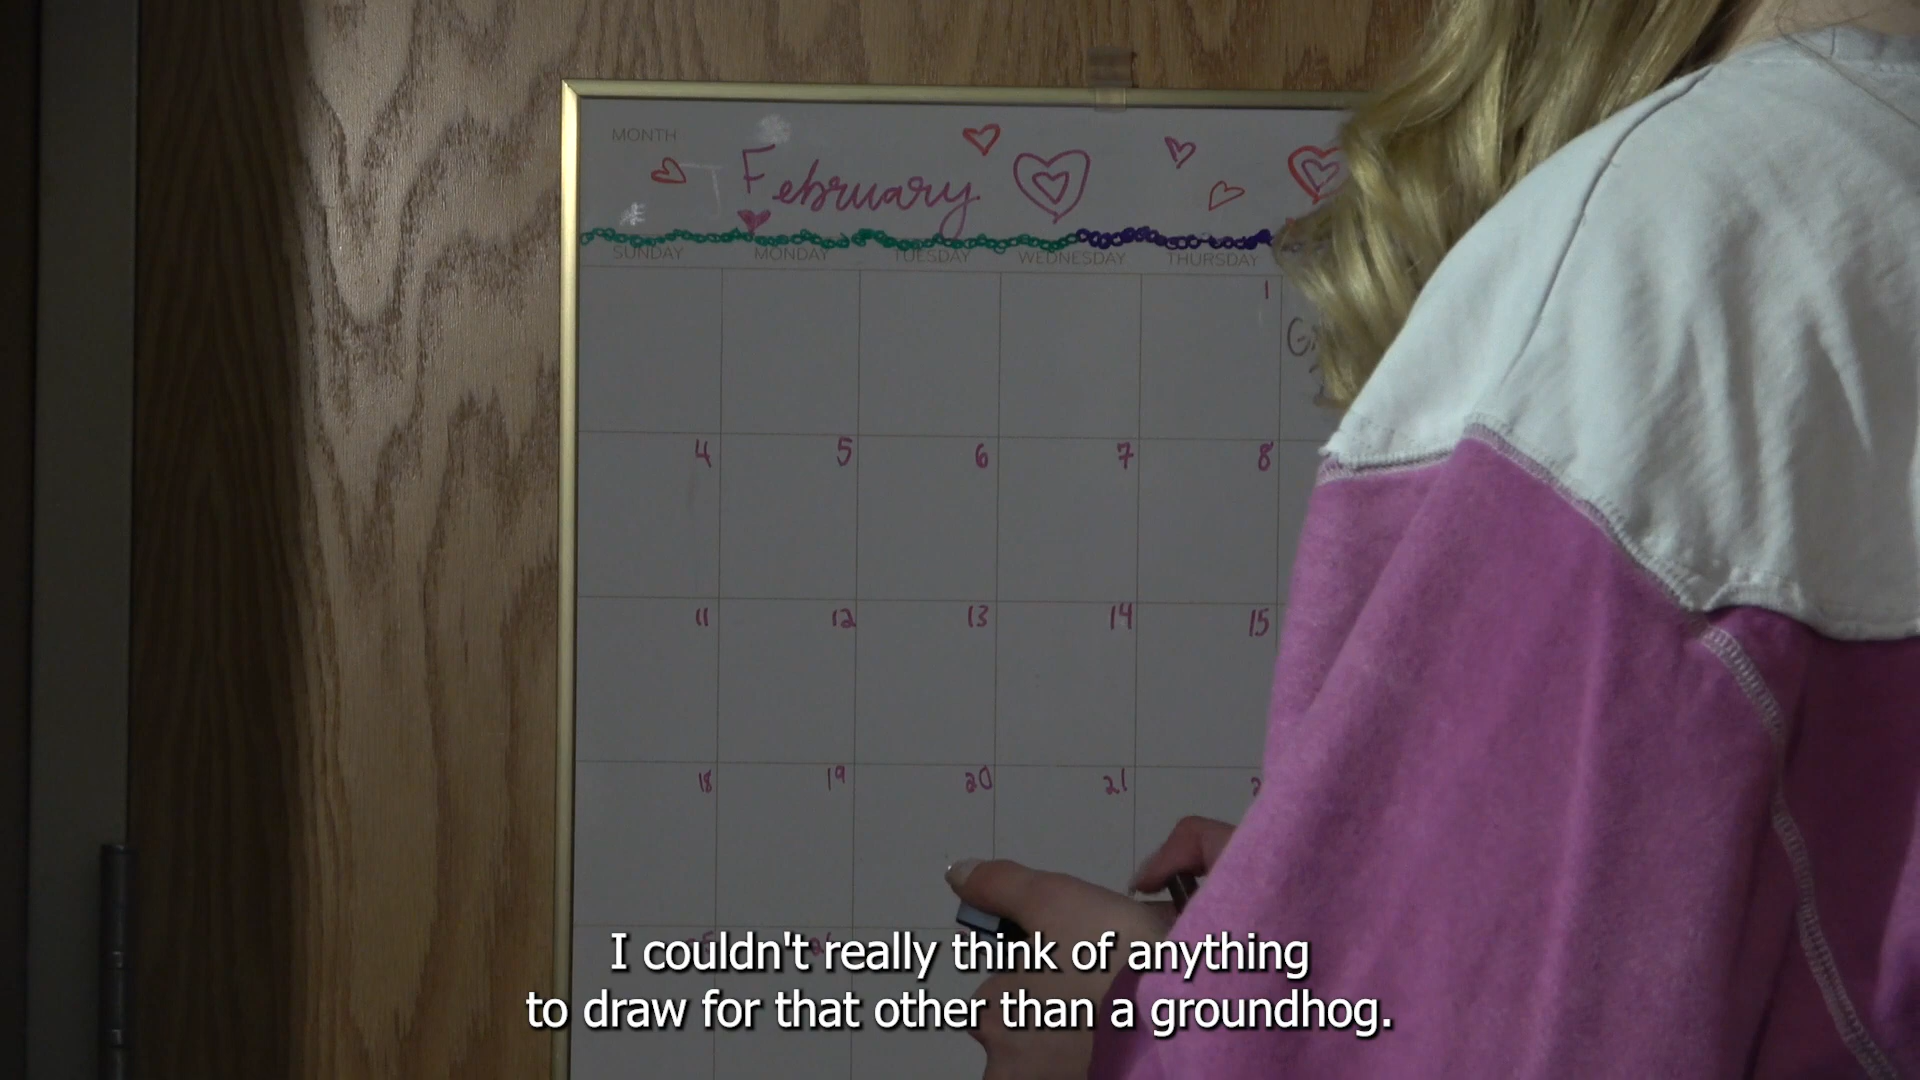 MONTH
February
SUNDAY MONDAY TUESDAY WEDNESDAY THURSDAY
1
4 5 6 7 8
11 12 13 14 15
18 19 20 21
I couldn't really think of anything
to draw for that other than a groundhog.